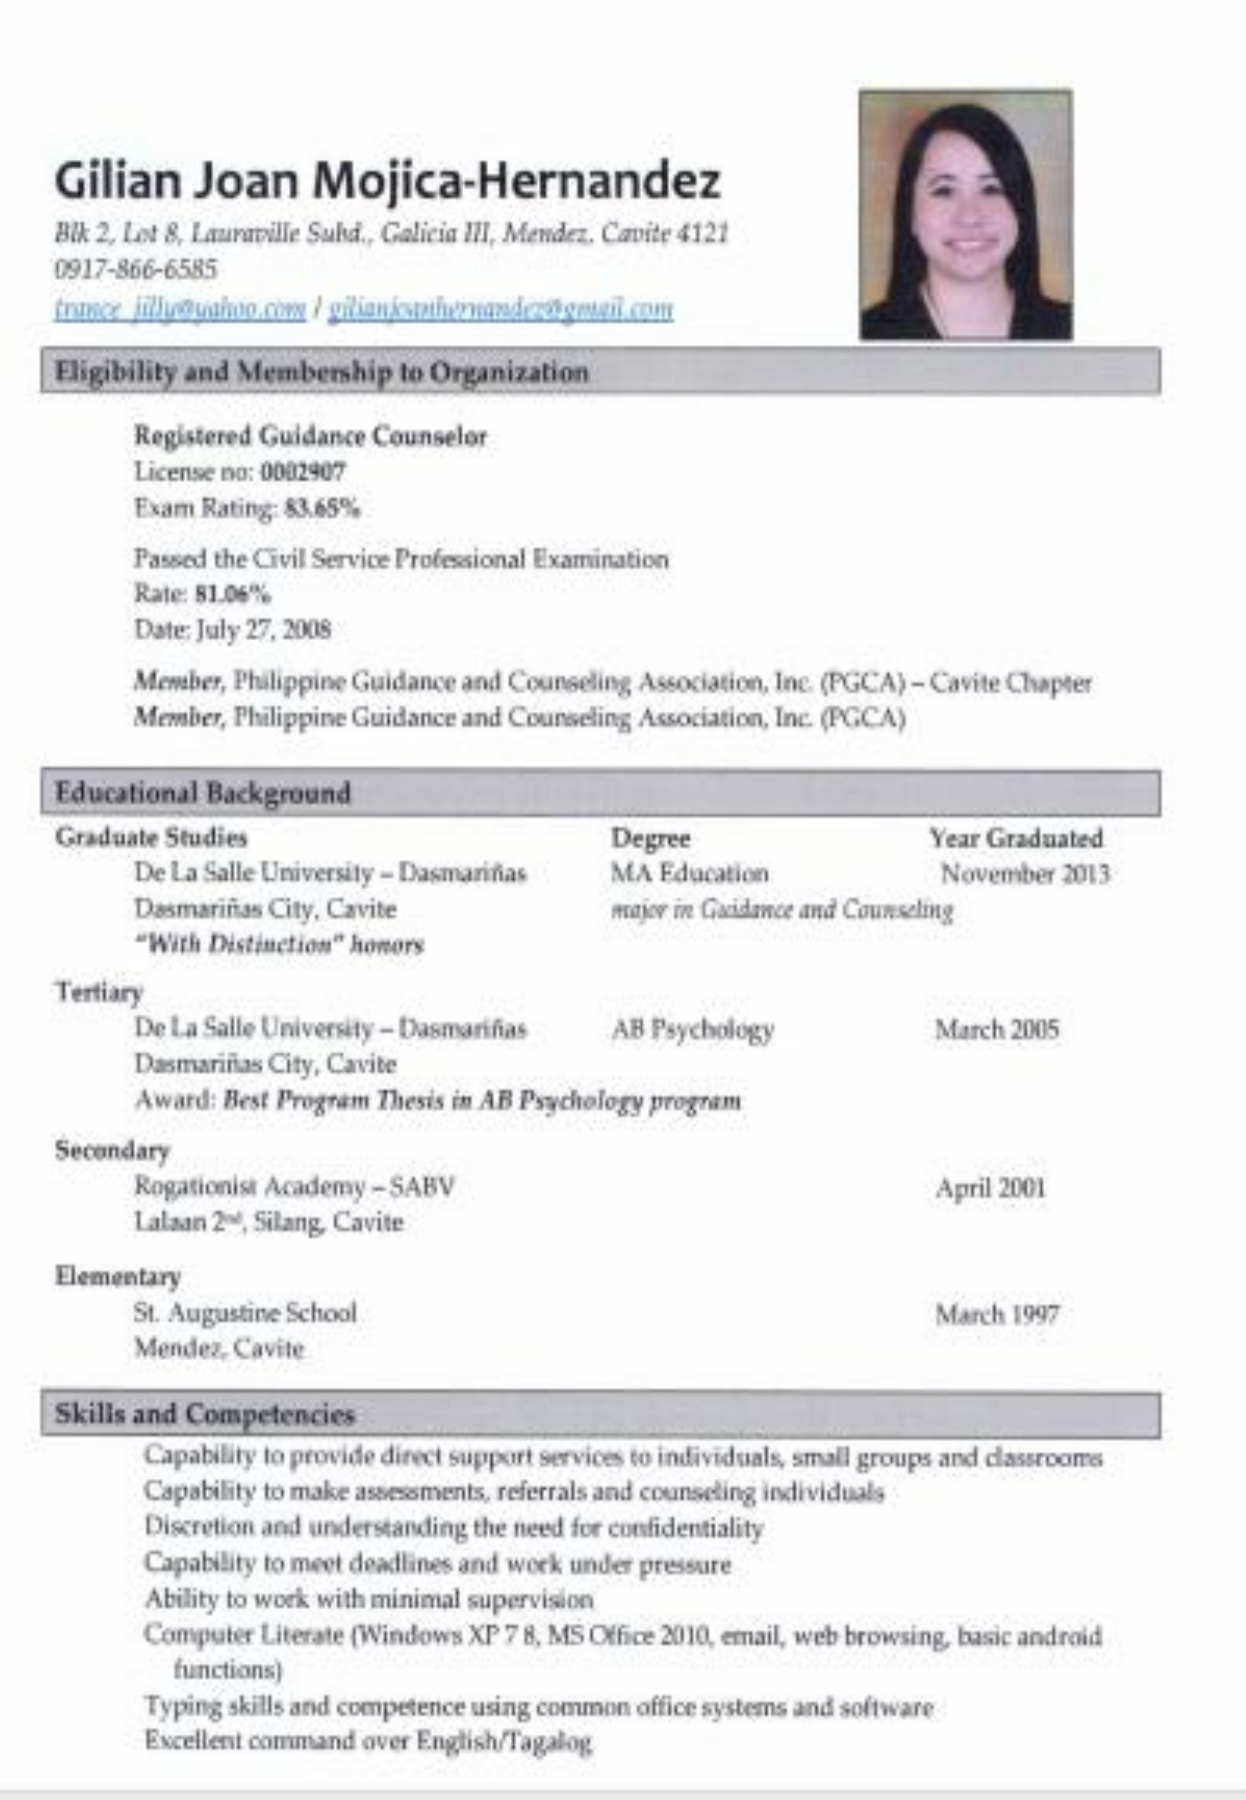 Gilian Joan Mojica-Hernandez
Blk 2, Lot 8, Lauraville Subd., Galicia III, Mendez, Cavite 4121
0917-866-6585
trance_jilly@yahoo.com / gilianjoanhernandez@gmail.com
Eligibility and Membership to Organization
Registered Guidance Counselor
License no: 0002907
Exam Rating: 83.65%
Passed the Civil Service Professional Examination
Rate: 81.06%
Date: July 27, 2008
Member, Philippine Guidance and Counseling Association, Inc. (PGCA) – Cavite Chapter
Member, Philippine Guidance and Counseling Association, Inc. (PGCA)
Educational Background
Graduate Studies Degree Year Graduated
De La Salle University – Dasmariñas MA Education November 2013
Dasmariñas City, Cavite major in Guidance and Counseling
"With Distinction" honors
Tertiary
De La Salle University – Dasmariñas AB Psychology March 2005
Dasmariñas City, Cavite
Award: Best Program Thesis in AB Psychology program
Secondary
Rogationist Academy – SABV April 2001
Lalaan 2nd, Silang, Cavite
Elementary
St. Augustine School March 1997
Mendez, Cavite
Skills and Competencies
Capability to provide direct support services to individuals, small groups and classrooms
Capability to make assessments, referrals and counseling individuals
Discretion and understanding the need for confidentiality
Capability to meet deadlines and work under pressure
Ability to work with minimal supervision
Computer Literate (Windows XP 7 8, MS Office 2010, email, web browsing, basic android
functions)
Typing skills and competence using common office systems and software
Excellent command over English/Tagalog